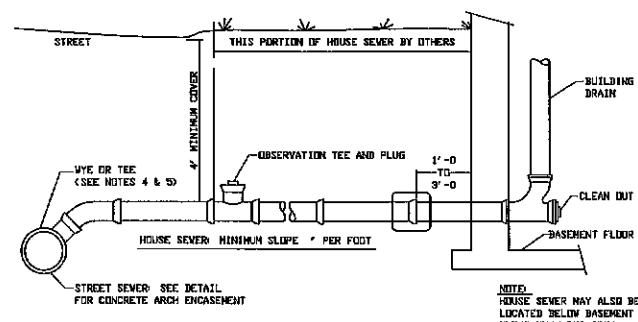 STREET
THIS PORTION OF HOUSE SEWER BY OTHERS
4' MINIMUM COVER
BUILDING
DRAIN
OBSERVATION TEE AND PLUG
1'-0
TO
3'-0
WYE OR TEE
(SEE NOTES 4 & 5)
CLEAN OUT
HOUSE SEWER: MINIMUM SLOPE " PER FOOT
BASEMENT FLOOR
STREET SEWER: SEE DETAIL
FOR CONCRETE ARCH ENCASEMENT
NOTE:
HOUSE SEWER MAY ALSO BE
LOCATED BELOW BASEMENT